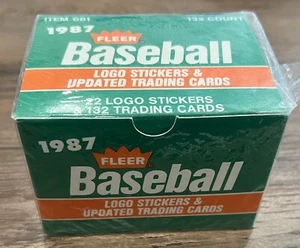 ITEM 661 132 COUNT
1987
FLEER
Baseball
LOGO STICKERS &
UPDATED TRADING CARDS
22 LOGO STICKERS
& 132 TRADING CARDS
1987
FLEER
Baseball
LOGO STICKERS &
UPDATED TRADING CARDS